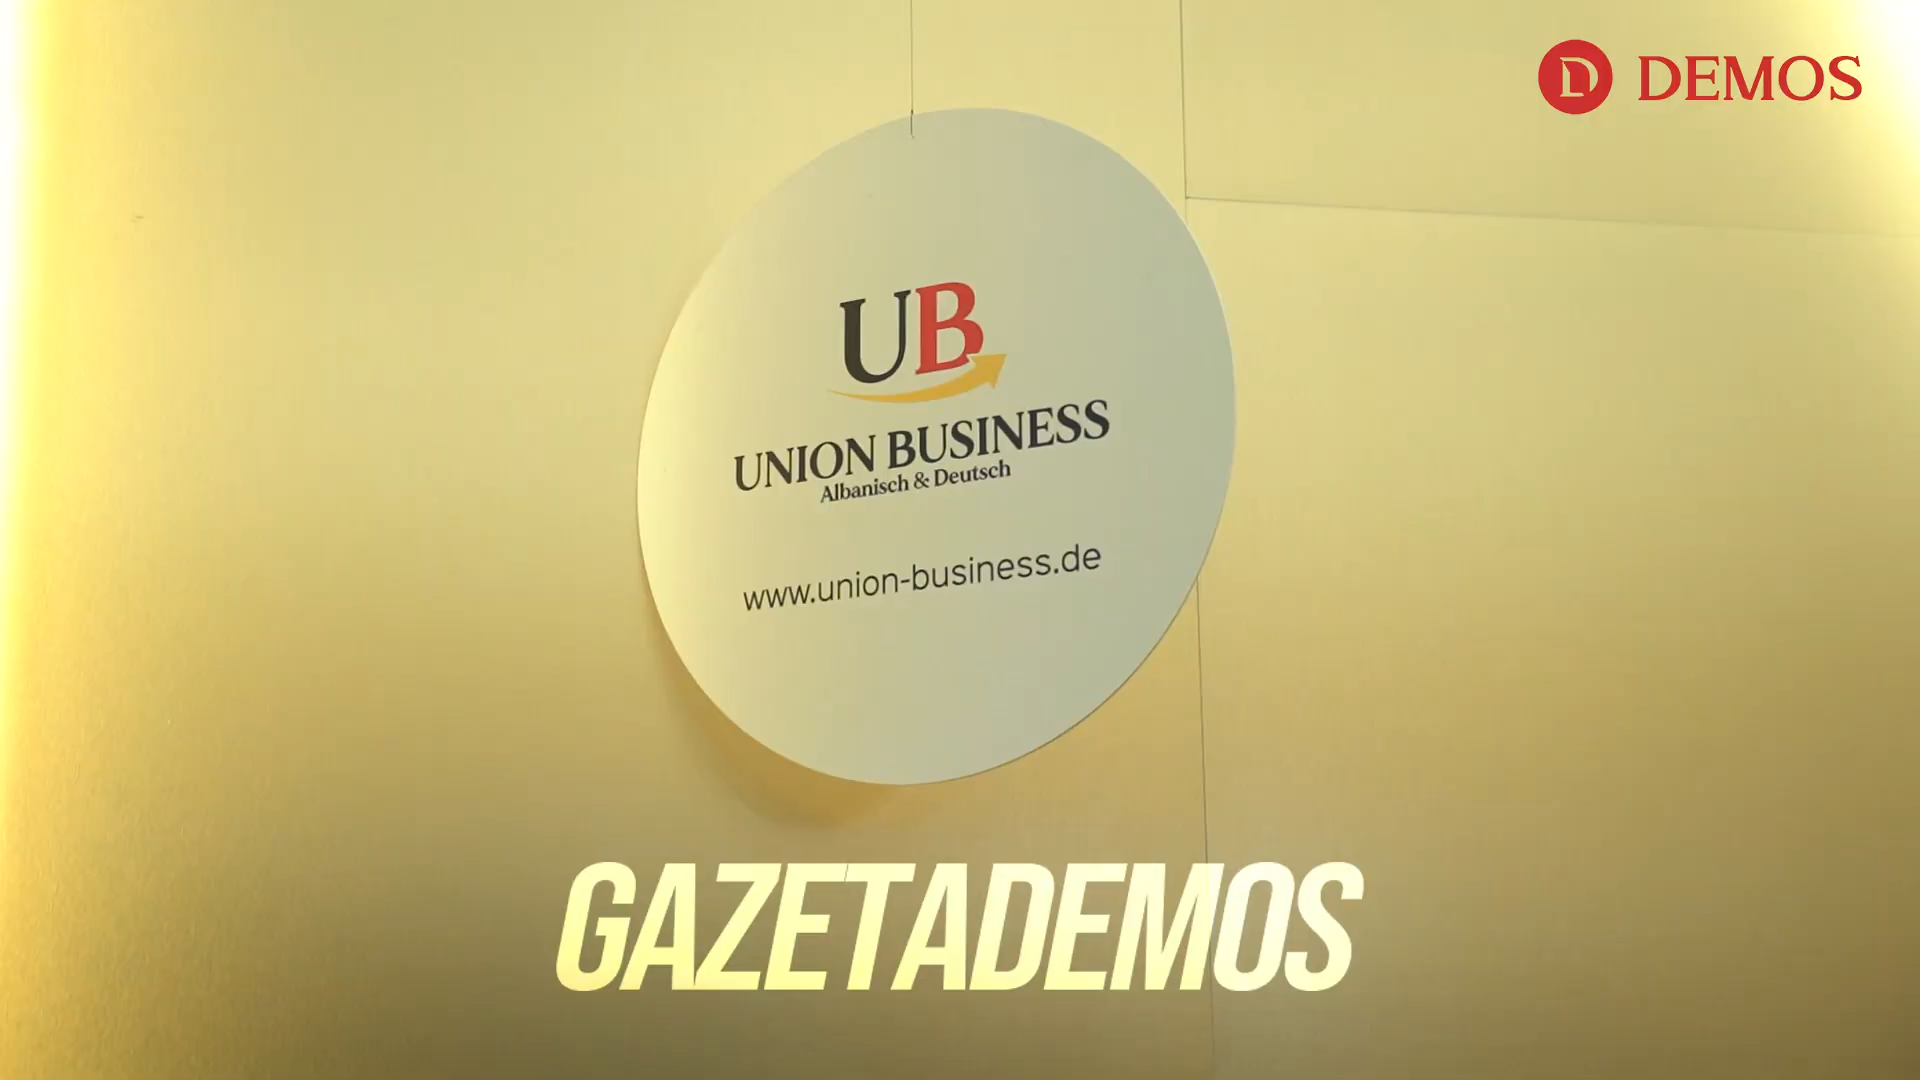 DEMOS
UB
UNION BUSINESS
Albanisch & Deutsch
www.union-business.de
GAZETADEMOS